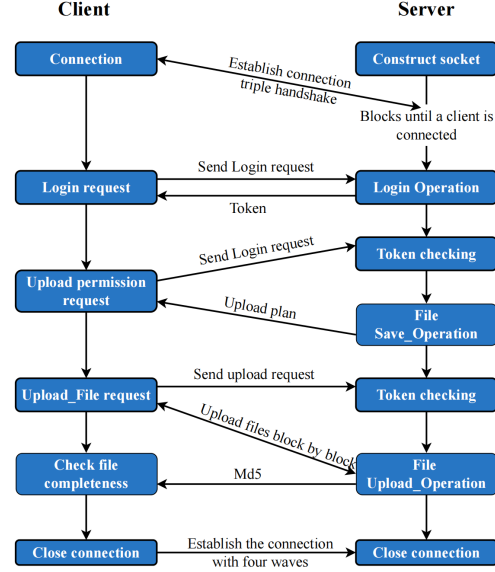 Client
Server
Connection
Establish connection
triple handshake
Construct socket
Blocks until a client is
connected
Login request
Send Login request
Token
Login Operation
Send Login request
Token checking
Upload permission
request
Upload plan
File
Save_Operation
Upload_File request
Send upload request
Token checking
Upload files block by block
Check file
completeness
Md5
File
Upload_Operation
Close connection
Establish the connection
with four waves
Close connection